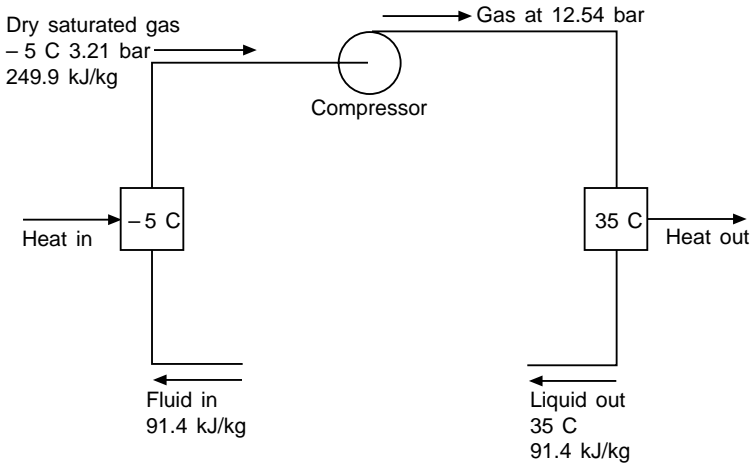 Dry saturated gas
– 5 C 3.21 bar
249.9 kJ/kg
Gas at 12.54 bar
Compressor
– 5 C
35 C
Heat in
Heat out
Fluid in
91.4 kJ/kg
Liquid out
35 C
91.4 kJ/kg